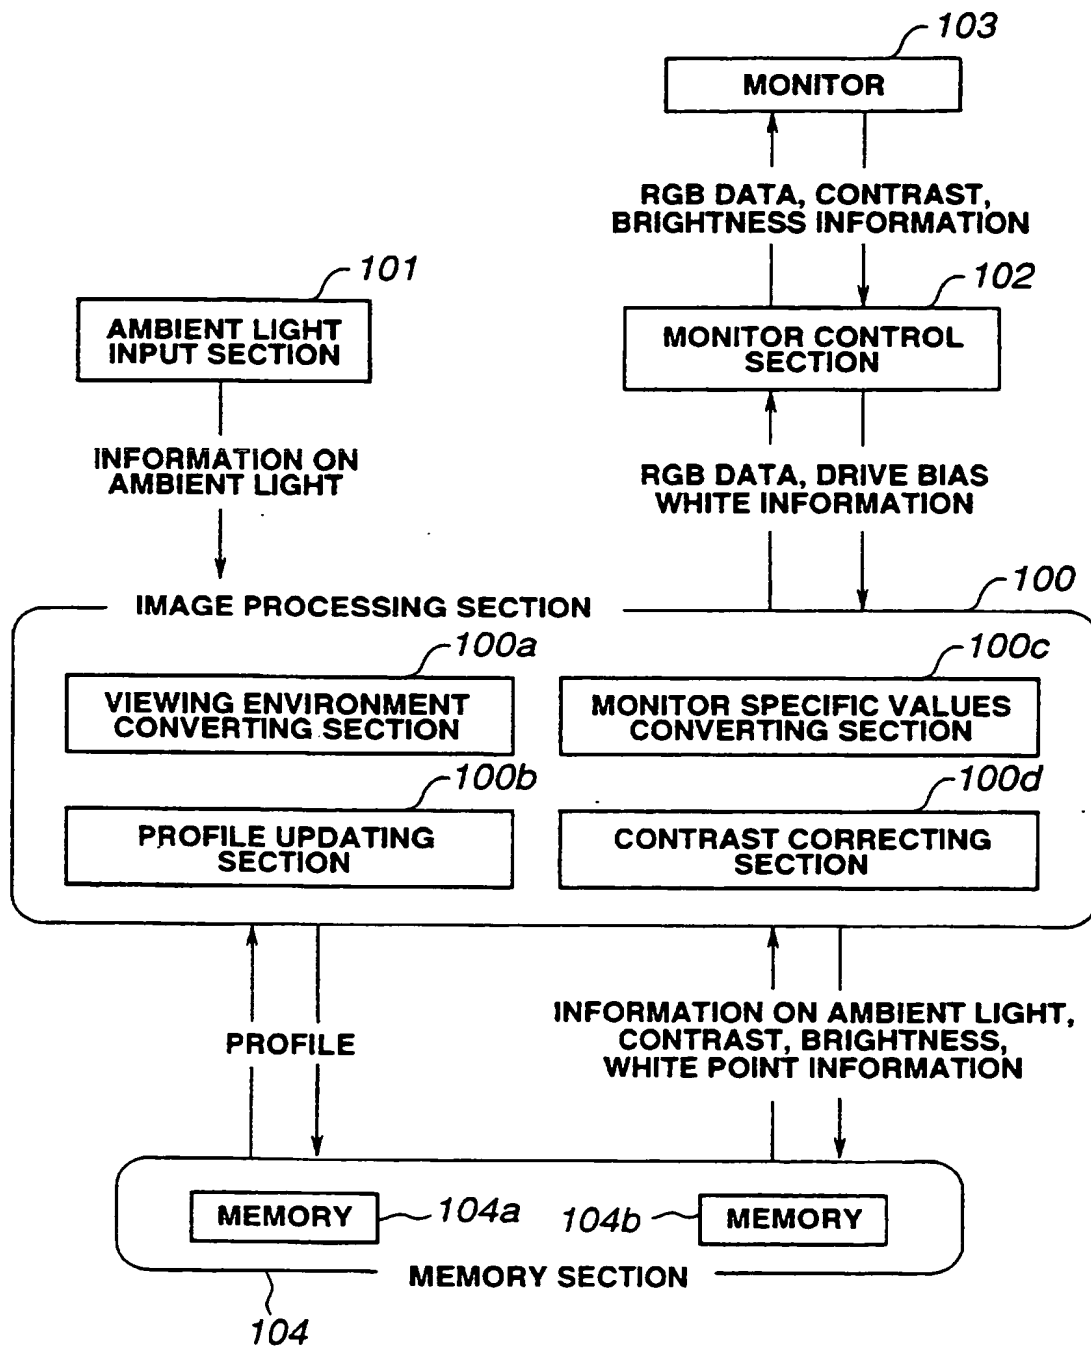 103
MONITOR
RGB DATA, CONTRAST,
BRIGHTNESS INFORMATION
101
AMBIENT LIGHT
INPUT SECTION
102
MONITOR CONTROL
SECTION
INFORMATION ON
AMBIENT LIGHT
RGB DATA, DRIVE BIAS
WHITE INFORMATION
100
IMAGE PROCESSING SECTION
100a
VIEWING ENVIRONMENT
CONVERTING SECTION
100c
MONITOR SPECIFIC VALUES
CONVERTING SECTION
100b
PROFILE UPDATING
SECTION
100d
CONTRAST CORRECTING
SECTION
PROFILE
INFORMATION ON AMBIENT LIGHT,
CONTRAST, BRIGHTNESS,
WHITE POINT INFORMATION
MEMORY
104a
104b
MEMORY
MEMORY SECTION
104